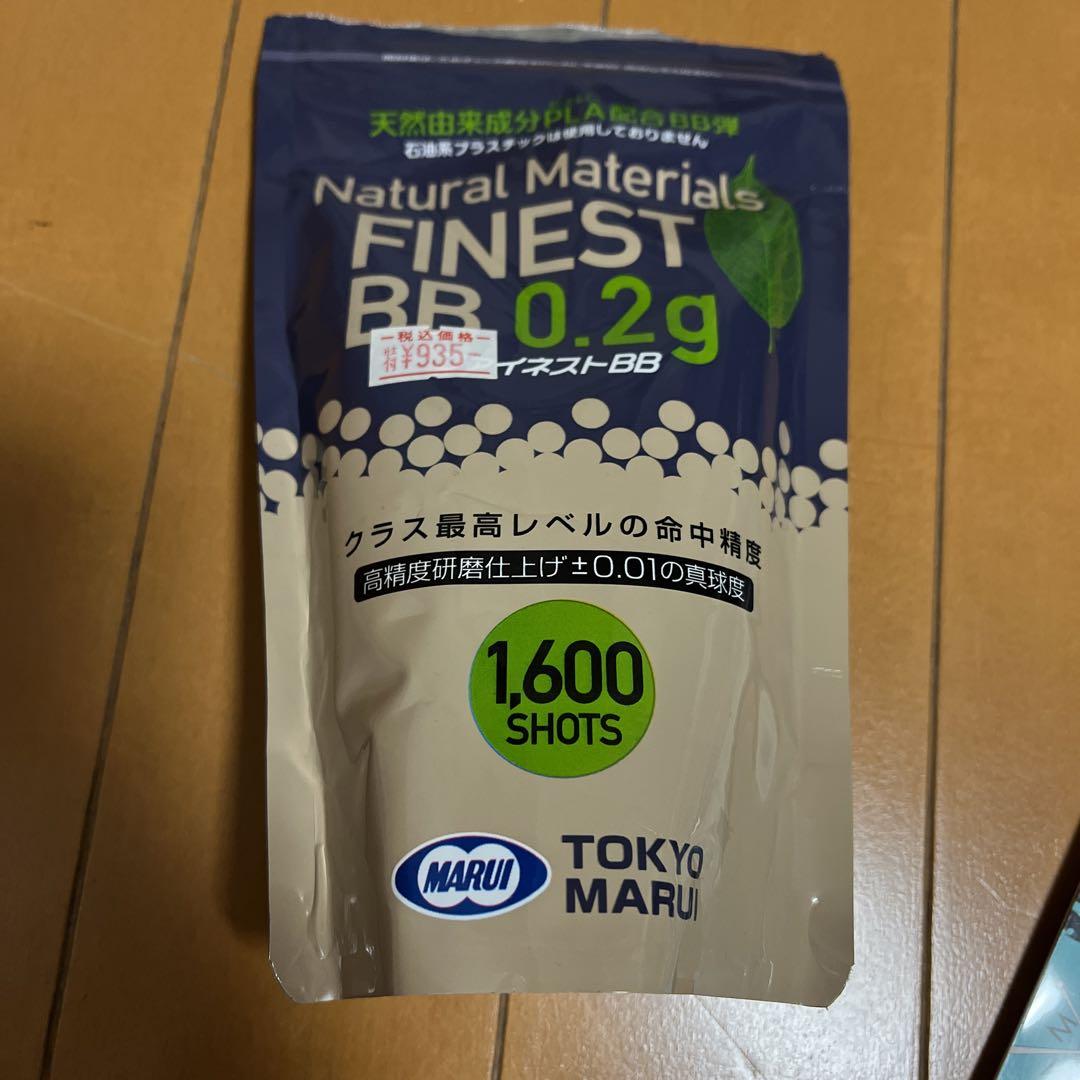 天然由来成分PLA配合BB弾
石油系プラスチックは使用しておりません
Natural Materials
FINEST
BB 0.2g
税込価格
¥935-
イネストBB
クラス最高レベルの命中精度
高精度研磨仕上げ±0.01の真球度
1,600
SHOTS
MARUI
TOKYO
MARUI